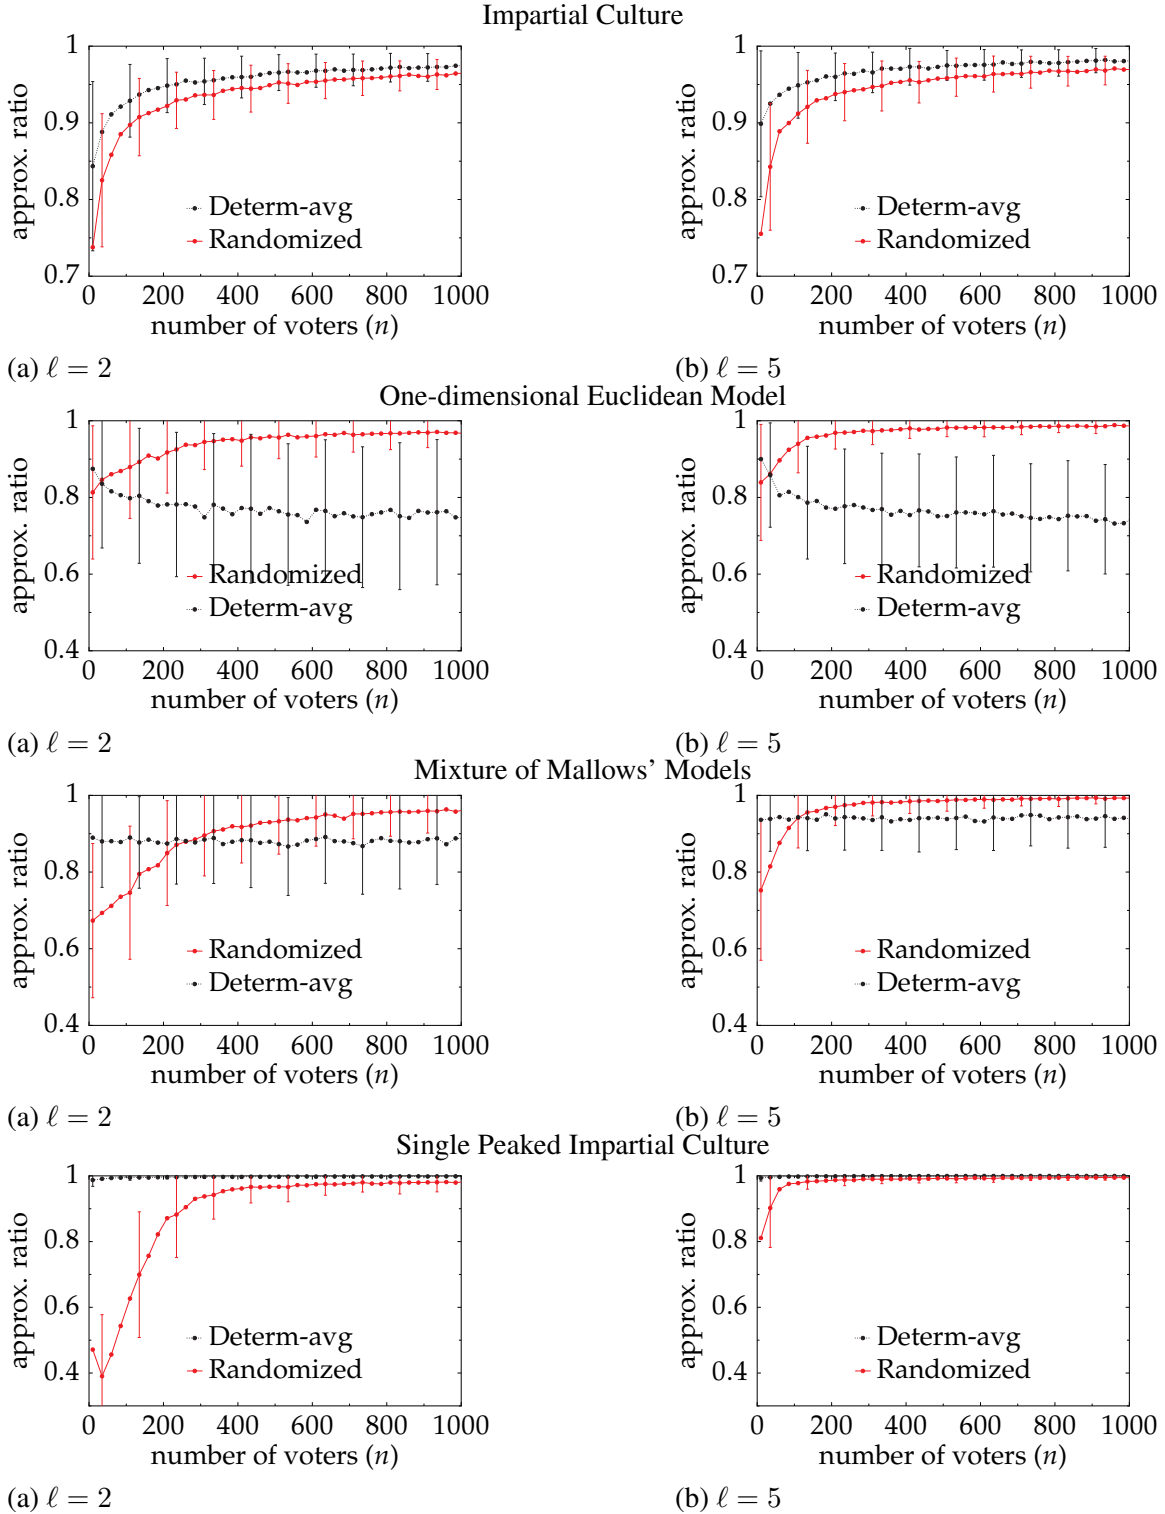 Impartial Culture
1
0.9
0.8
0.7
approx. ratio
Determ-avg
Randomized
0 200 400 600 800 1000
number of voters (n)
(a) ℓ = 2
1
0.9
0.8
0.7
approx. ratio
Determ-avg
Randomized
0 200 400 600 800 1000
number of voters (n)
(b) ℓ = 5
One-dimensional Euclidean Model
1
0.8
0.6
0.4
approx. ratio
Randomized
Determ-avg
0 200 400 600 800 1000
number of voters (n)
(a) ℓ = 2
1
0.8
0.6
0.4
approx. ratio
Randomized
Determ-avg
0 200 400 600 800 1000
number of voters (n)
(b) ℓ = 5
Mixture of Mallows' Models
1
0.8
0.6
0.4
approx. ratio
Randomized
Determ-avg
0 200 400 600 800 1000
number of voters (n)
(a) ℓ = 2
1
0.8
0.6
0.4
approx. ratio
Randomized
Determ-avg
0 200 400 600 800 1000
number of voters (n)
(b) ℓ = 5
Single Peaked Impartial Culture
1
0.8
0.6
0.4
approx. ratio
Determ-avg
Randomized
0 200 400 600 800 1000
number of voters (n)
(a) ℓ = 2
1
0.8
0.6
0.4
approx. ratio
Determ-avg
Randomized
0 200 400 600 800 1000
number of voters (n)
(b) ℓ = 5